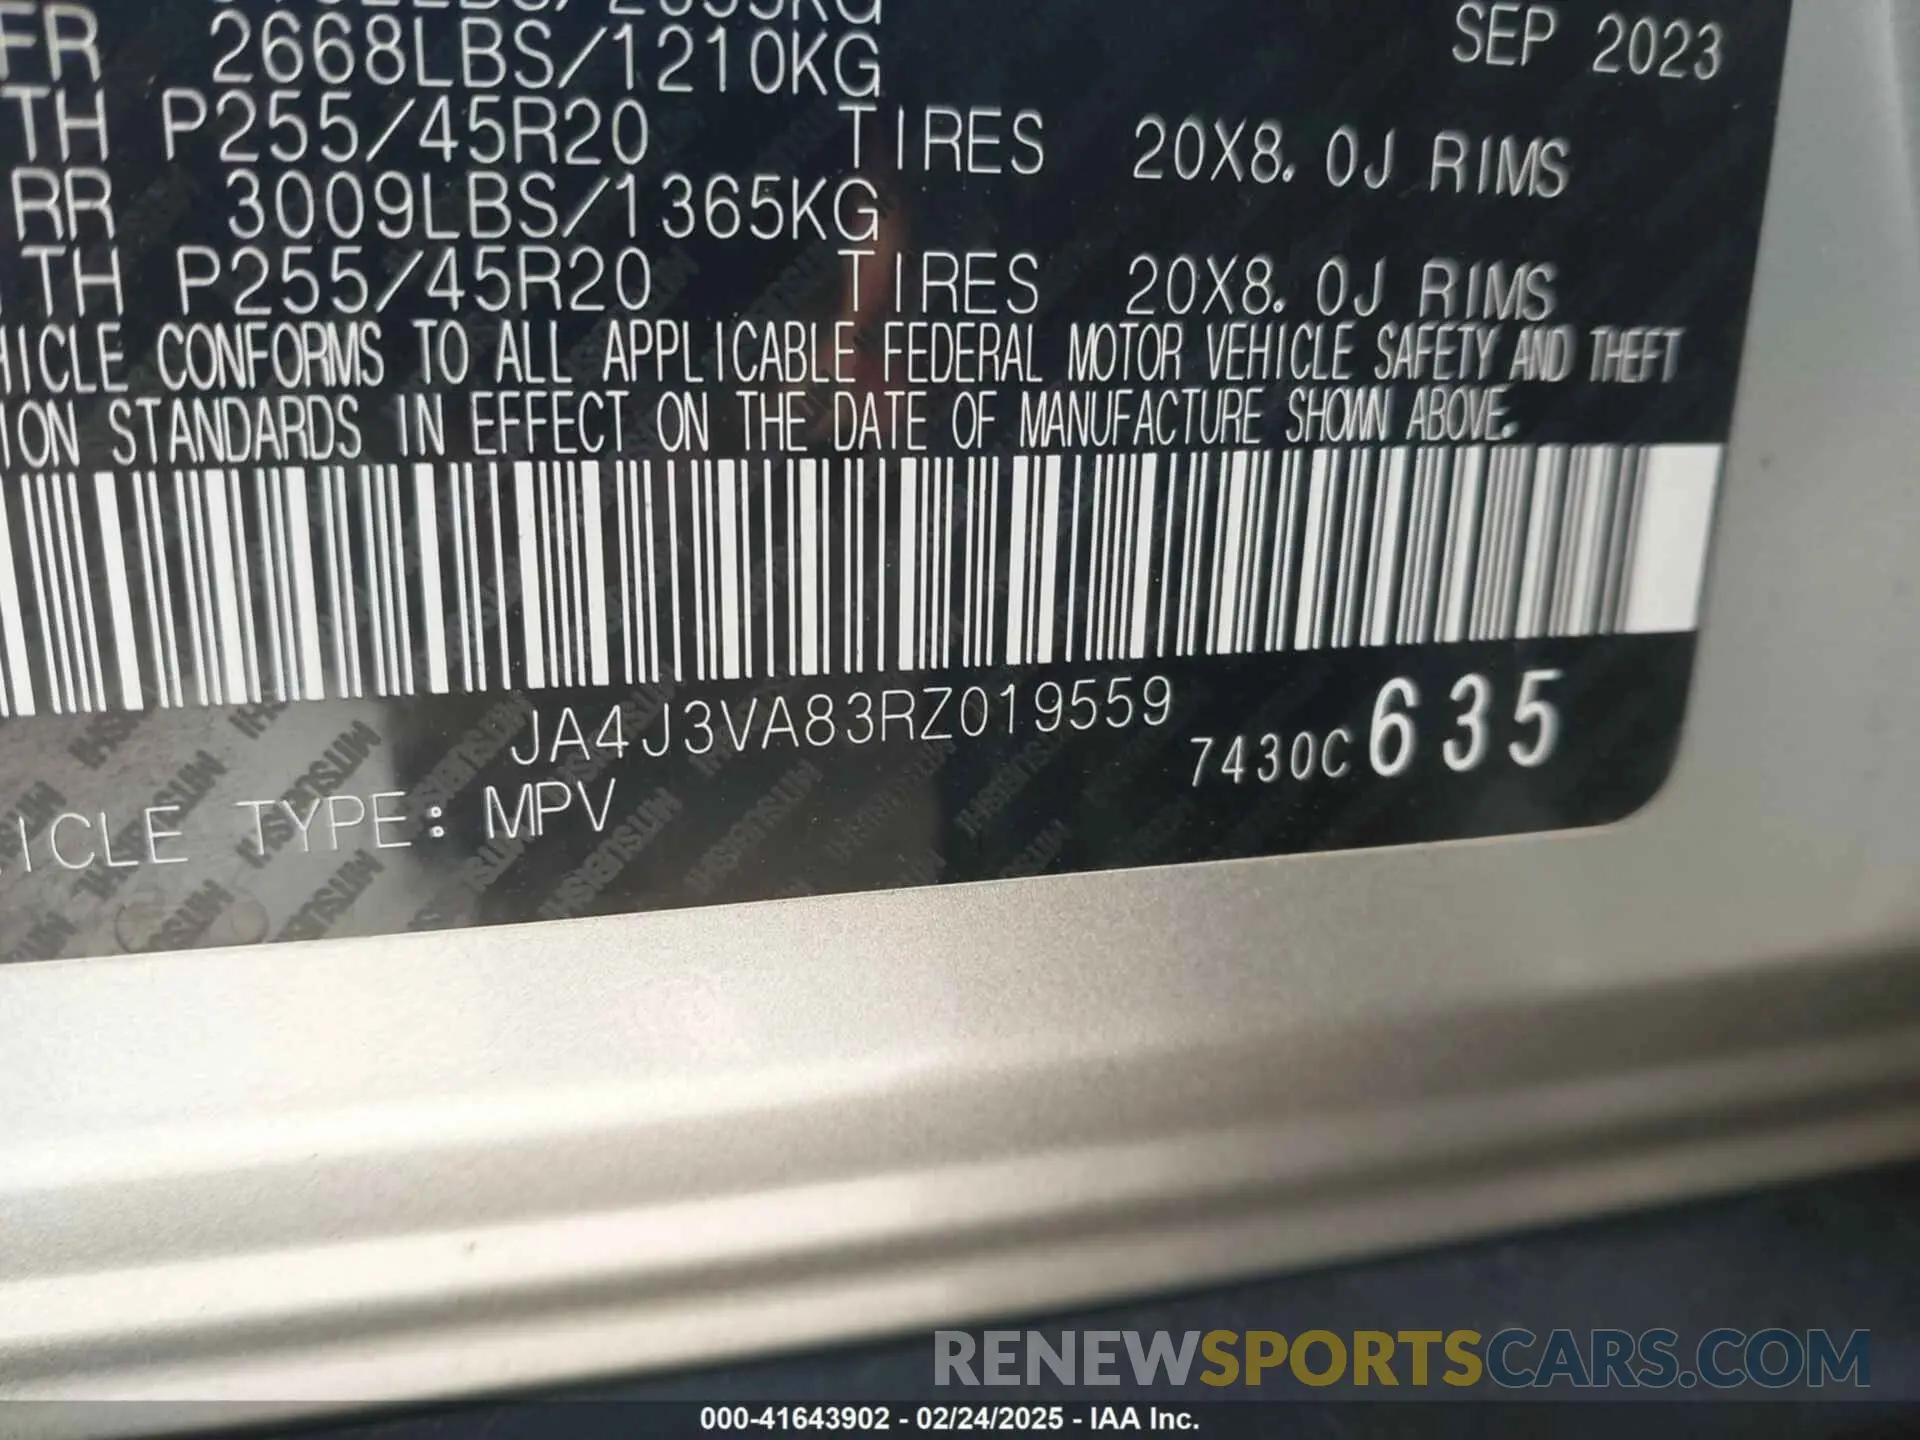 FR 2668LBS/1210KG SEP 2023
TH P255/45R20 TIRES 20X8.0J RIMS
RR 3009LBS/1365KG
TH P255/45R20 TIRES 20X8.0J RIMS
HICLE CONFORMS TO ALL APPLICABLE FEDERAL MOTOR VEHICLE SAFETY AND THEFT
ION STANDARDS IN EFFECT ON THE DATE OF MANUFACTURE SHOWN ABOVE.
JA4J3VA83RZ019559 7430C 635
ICLE TYPE: MPV
RENEWSPORTSCARS.COM
000-41643902 - 02/24/2025 - IAA Inc.